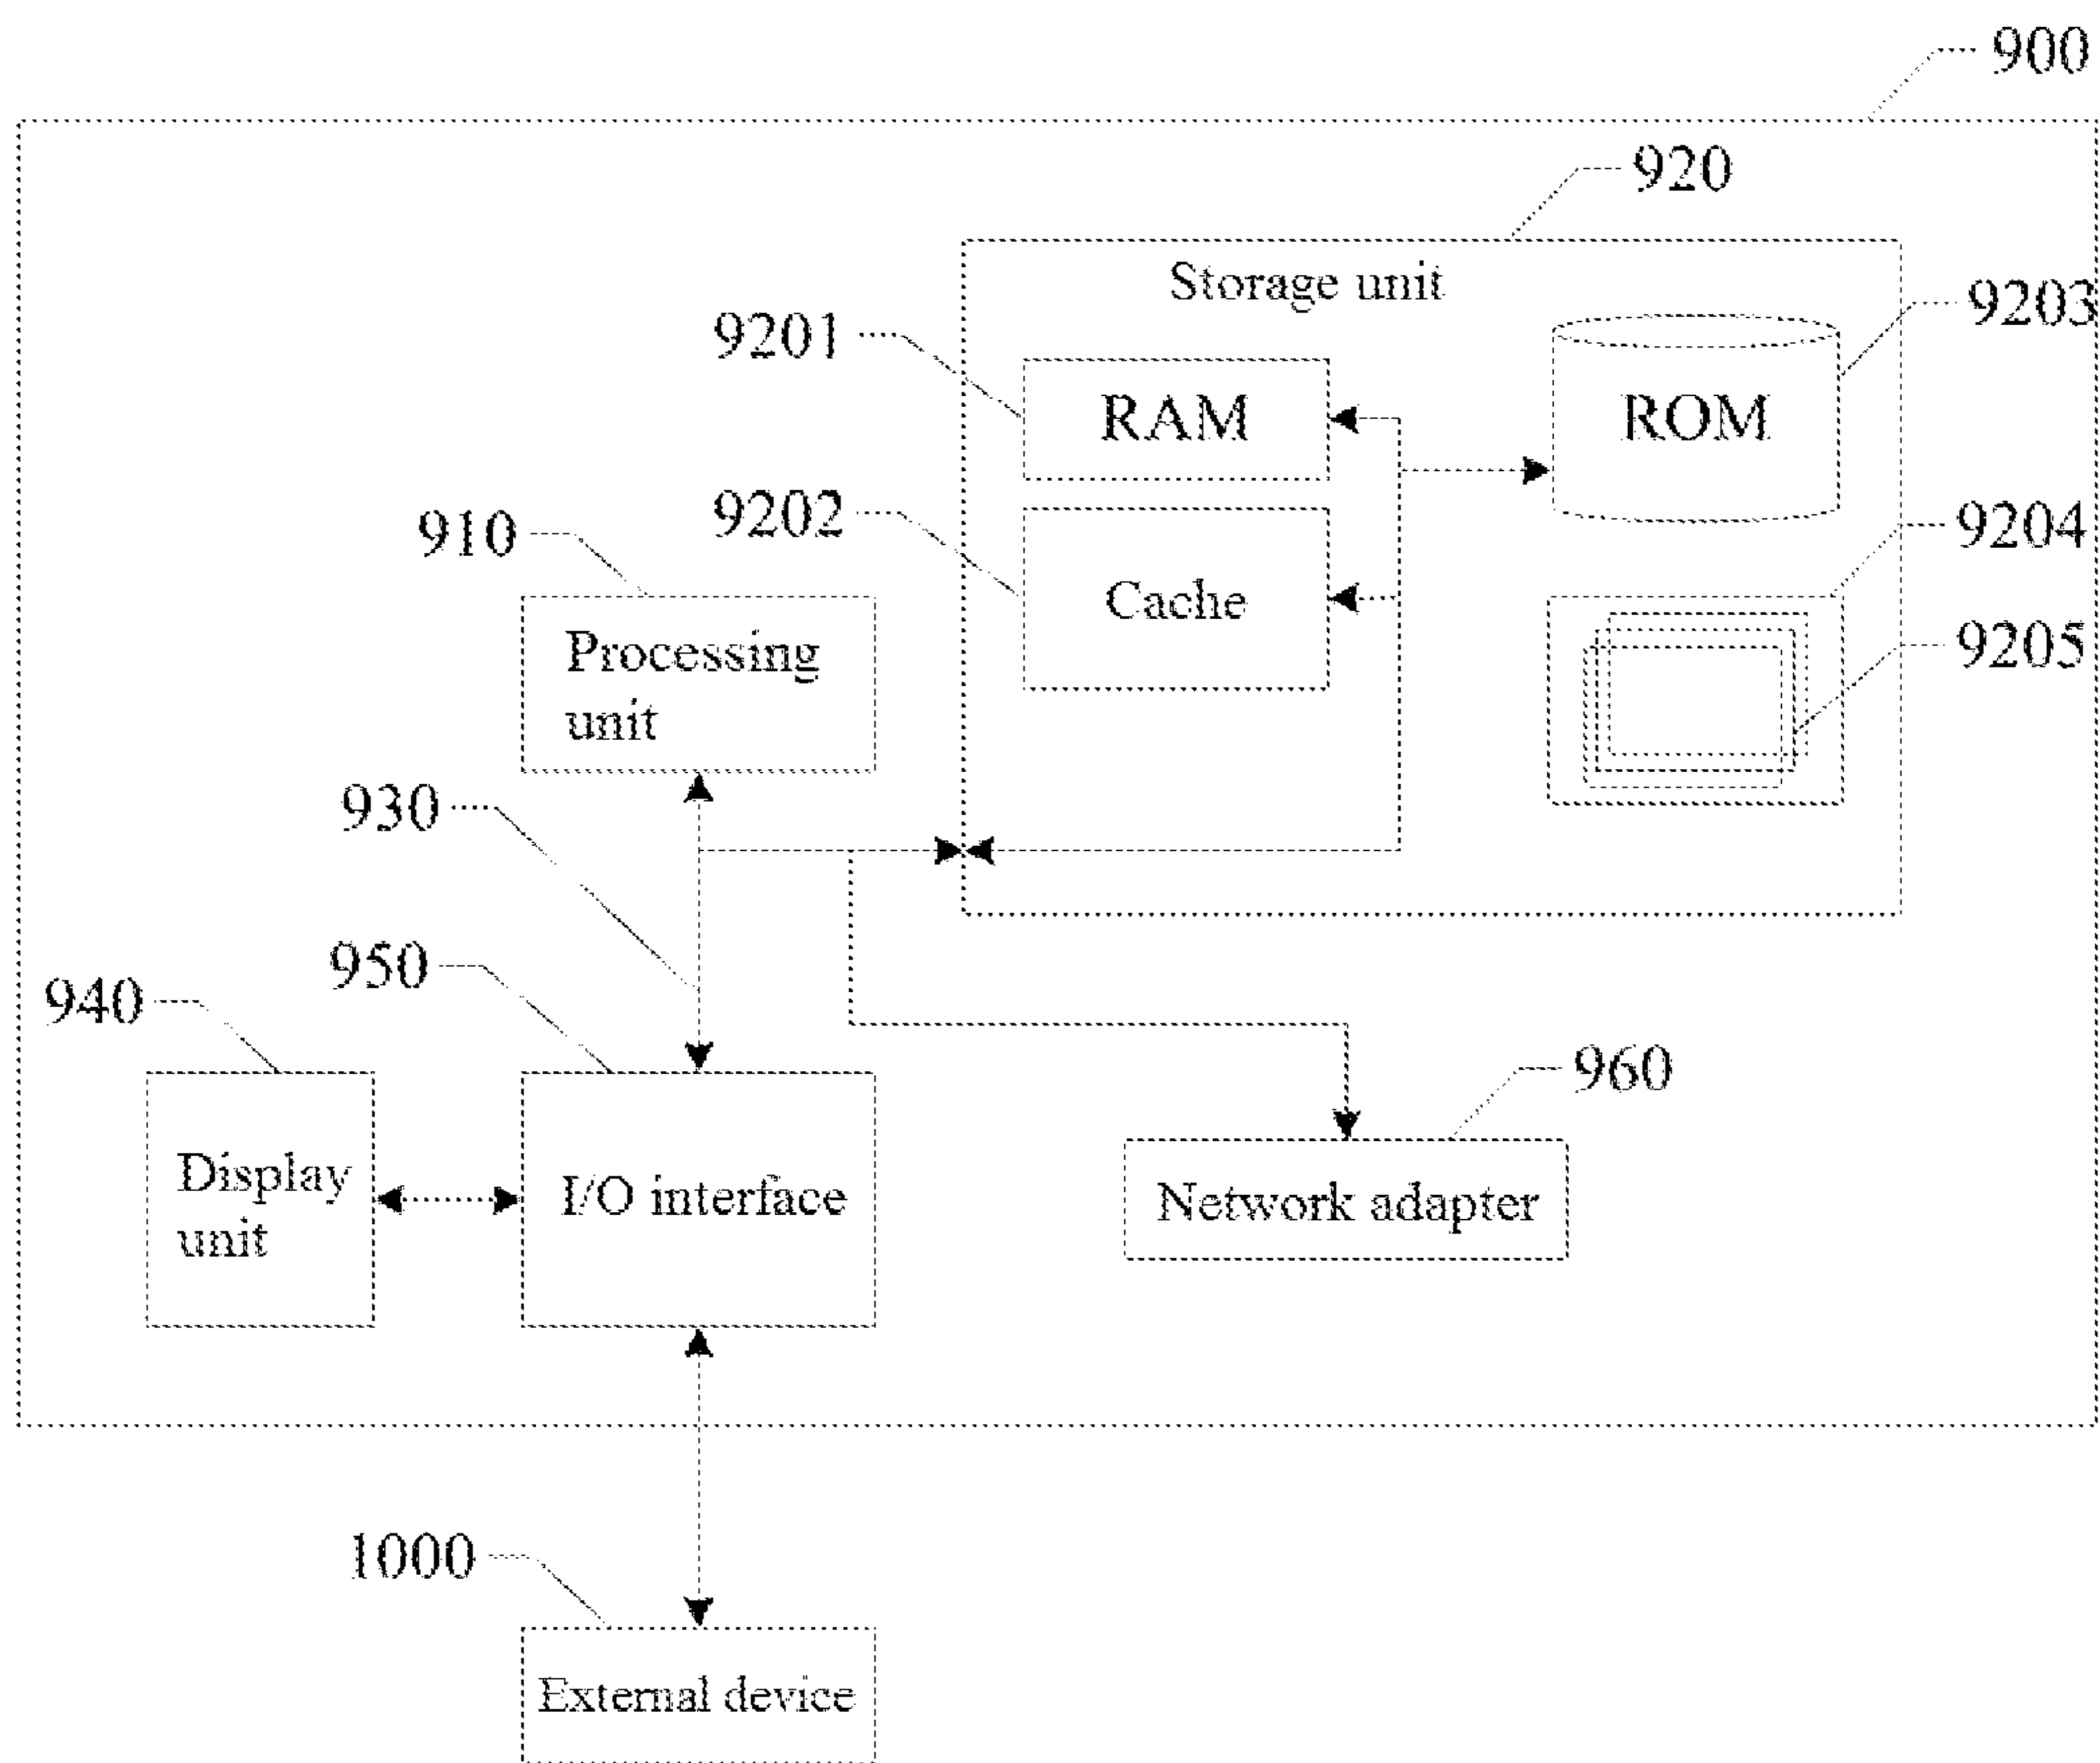 900
920
Storage unit
9203
9201
RAM
ROM
9202
9204
910
Cache
9205
Processing
unit
930
950
940
960
Display
unit
I/O interface
Network adapter
1000
External device